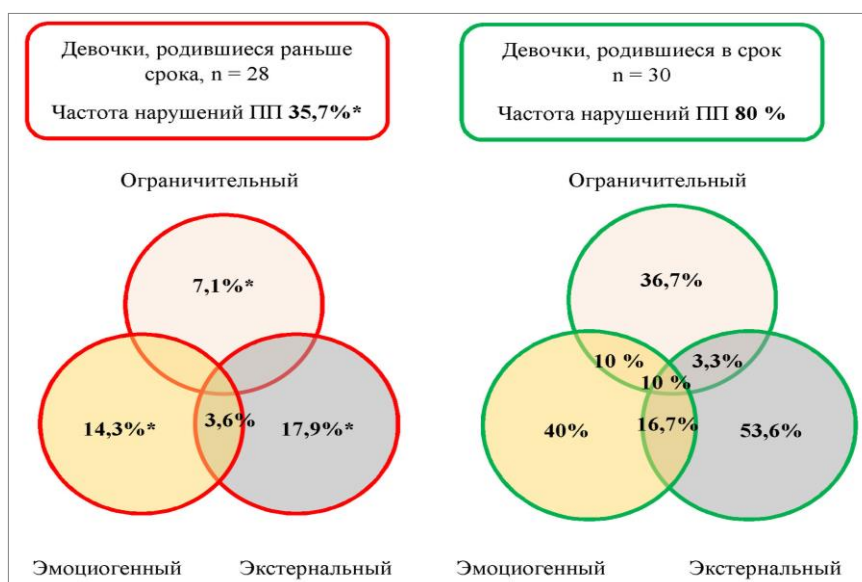 Девочки, родившиеся раньше
срока, n = 28
Частота нарушений ПП 35,7%*
Девочки, родившиеся в срок
n = 30
Частота нарушений ПП 80 %
Ограничительный
7,1%*
14,3%*
3,6%
17,9%*
Эмоциогенный
Экстернальный
Ограничительный
36,7%
10 %
3,3%
10 %
40%
16,7%
53,6%
Эмоциогенный
Экстернальный